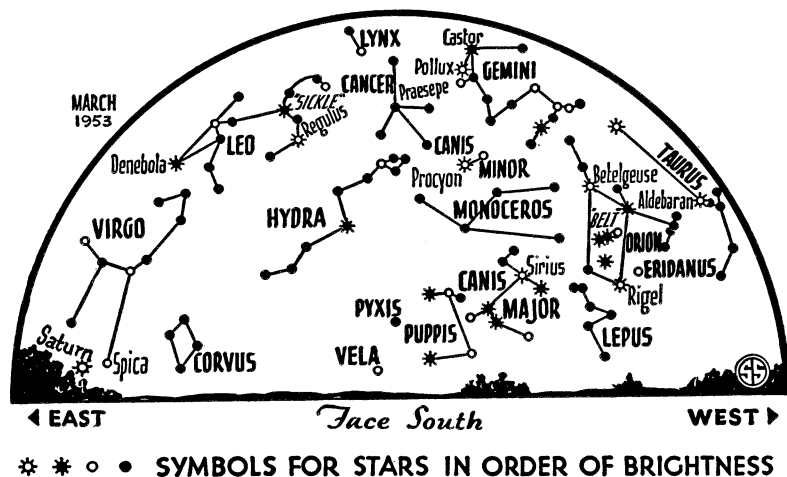 LYNX
Castor
Pollux
GEMINI
CANCER
Praesepe
MARCH
1953
"SICKLE"
Regulus
LEO
Denebola
CANIS
MINOR
Procyon
TAURUS
Betelgeuse
Aldebaran
"BELT"
ORION
MONOCEROS
HYDRA
VIRGO
ERIDANUS
Sirius
CANIS
MAJOR
Rigel
PYXIS
PUPPIS
LEPUS
VELA
CORVUS
Saturn
Spica
SS
EAST
Face South
WEST
SYMBOLS FOR STARS IN ORDER OF BRIGHTNESS